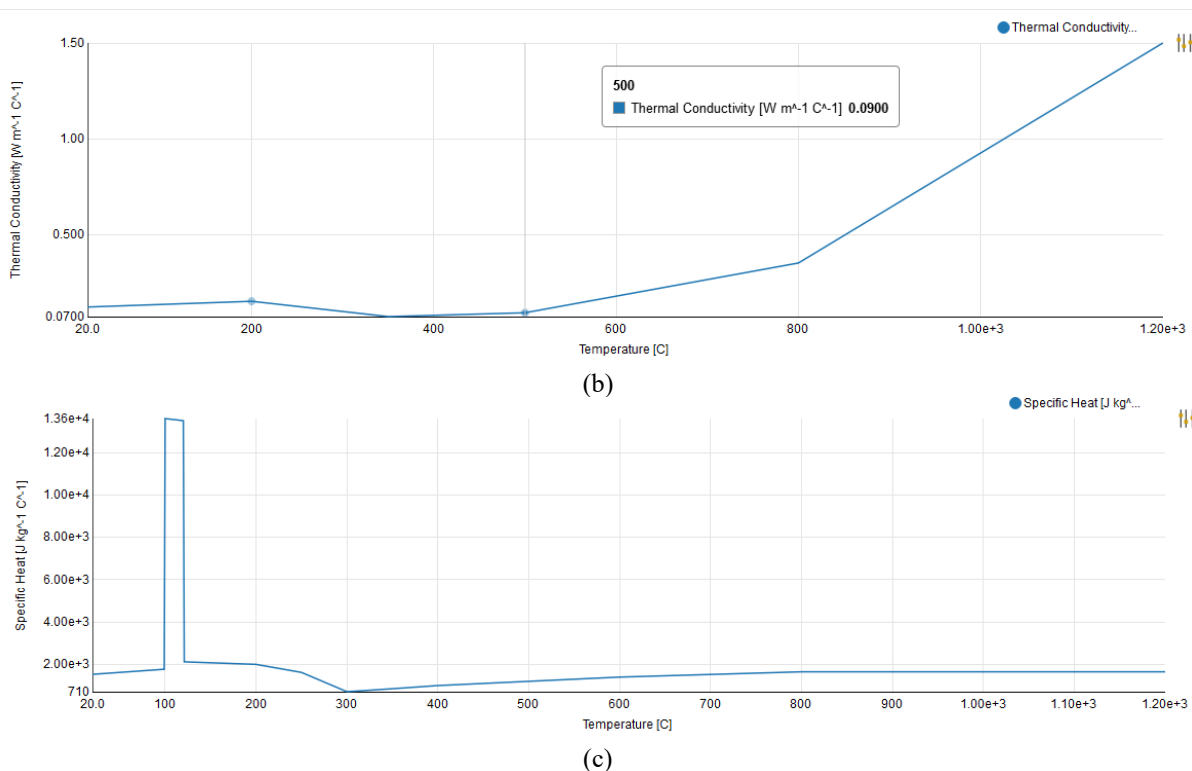 Thermal Conductivity...
1.50
1.00
0.500
0.0700
Thermal Conductivity [W m^-1 C^-1]
500
Thermal Conductivity [W m^-1 C^-1] 0.0900
20.0 200 400 600 800 1.00e+3 1.20e+3
Temperature [C]
(b)
Specific Heat [J kg^...
1.36e+4
1.20e+4
1.00e+4
8.00e+3
6.00e+3
4.00e+3
2.00e+3
710
Specific Heat [J kg^-1 C^-1]
20.0 100 200 300 400 500 600 700 800 900 1.00e+3 1.10e+3 1.20e+3
Temperature [C]
(c)